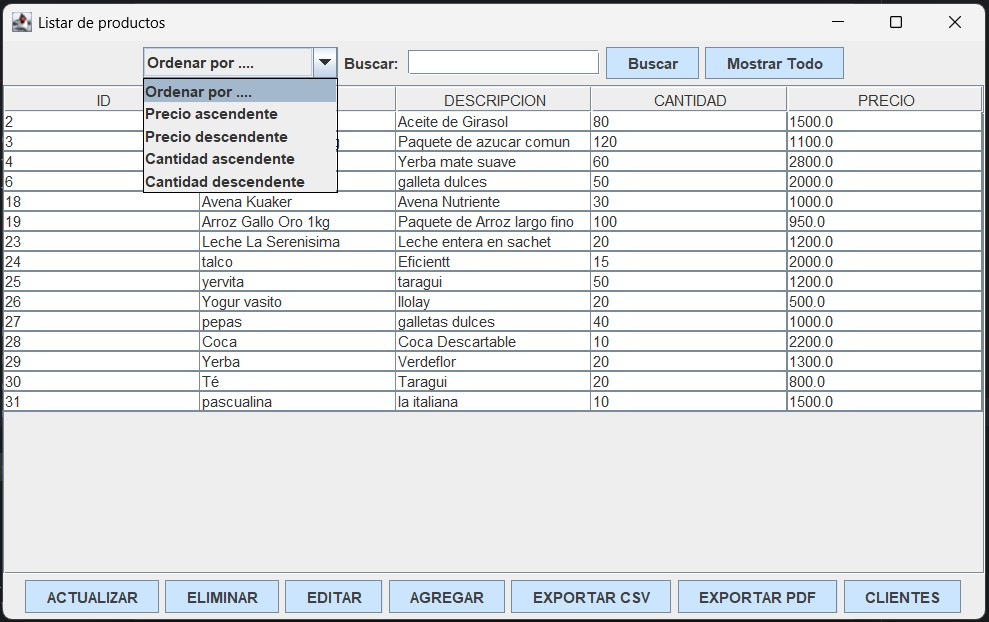 Listar de productos
Ordenar por .... Buscar: Buscar Mostrar Todo
Ordenar por ....
Precio ascendente
Precio descendente
Cantidad ascendente
Cantidad descendente
ID DESCRIPCION CANTIDAD PRECIO
2 Aceite de Girasol 80 1500.0
3 Paquete de azucar comun 120 1100.0
4 Yerba mate suave 60 2800.0
6 galleta dulces 50 2000.0
18 Avena Kuaker Avena Nutriente 30 1000.0
19 Arroz Gallo Oro 1kg Paquete de Arroz largo fino 100 950.0
23 Leche La Serenisima Leche entera en sachet 20 1200.0
24 talco Eficientt 15 2000.0
25 yervita taragui 50 1200.0
26 Yogur vasito Ilolay 20 500.0
27 pepas galletas dulces 40 1000.0
28 Coca Coca Descartable 10 2200.0
29 Yerba Verdeflor 20 1300.0
30 Té Taragui 20 800.0
31 pascualina la italiana 10 1500.0
ACTUALIZAR ELIMINAR EDITAR AGREGAR EXPORTAR CSV EXPORTAR PDF CLIENTES